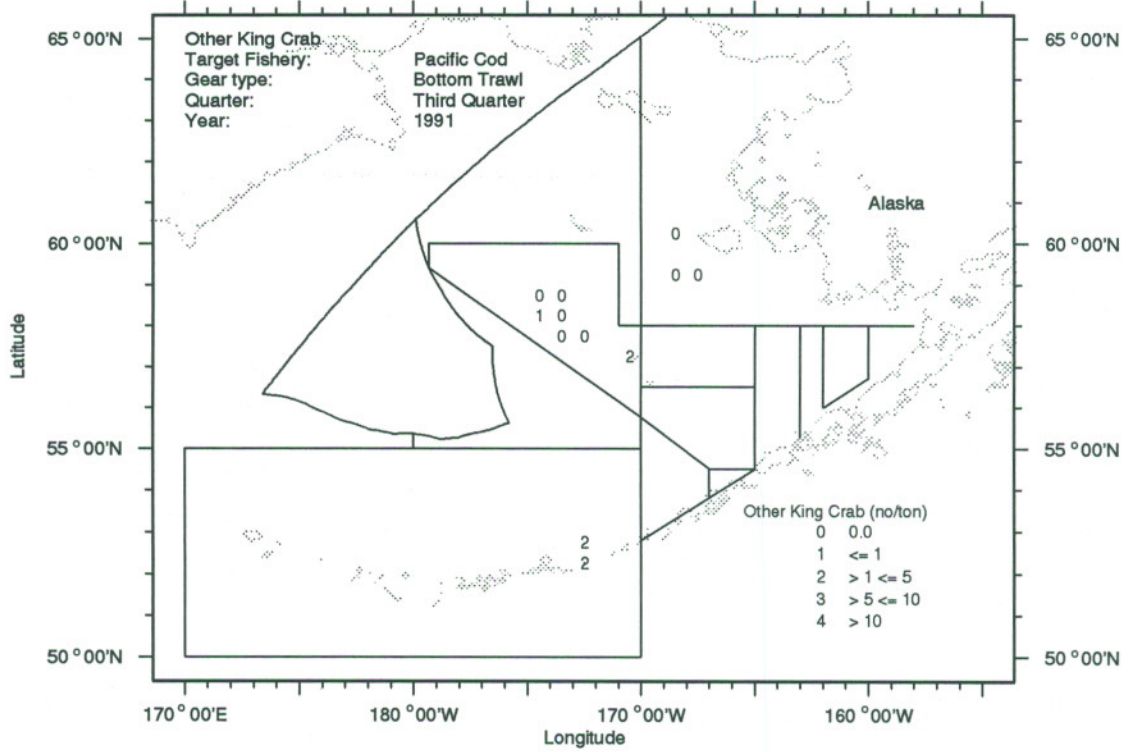 65 °00'N
65 °00'N
Other King Crab
Target Fishery: Pacific Cod
Gear type: Bottom Trawl
Quarter: Third Quarter
Year: 1991
Alaska
0
60 °00'N
60 °00'N
0 0
0 0
1 0
0 0
2
Latitude
55 °00'N
55 °00'N
Other King Crab (no/ton)
0 0.0
1 <= 1
2 > 1 <= 5
3 > 5 <= 10
4 > 10
2
2
50 °00'N
50 °00'N
170 °00'E
180 °00'W
170 °00'W
160 °00'W
Longitude